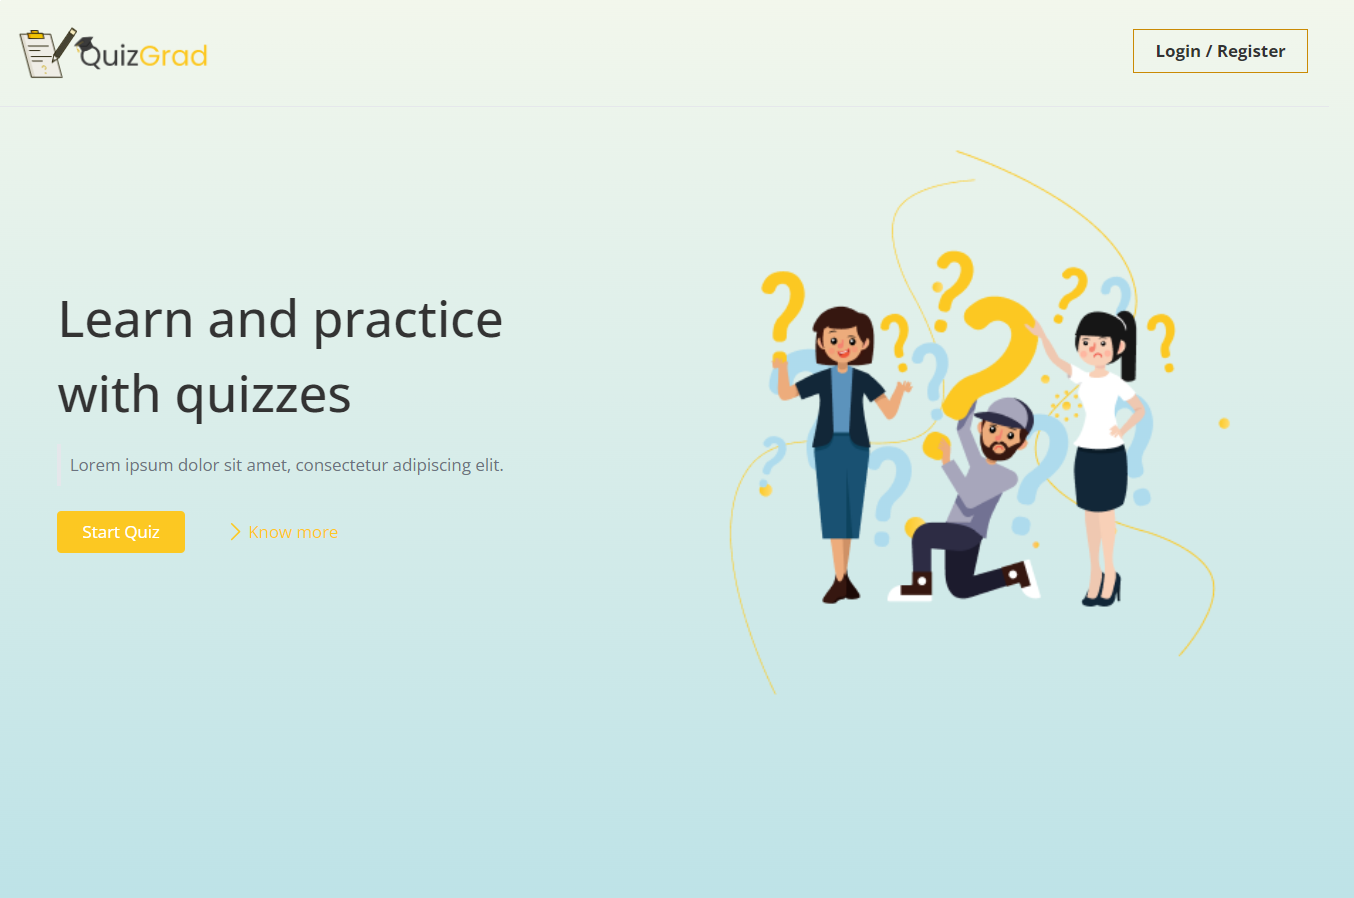 QuizGrad
Login / Register
Learn and practice
with quizzes
Lorem ipsum dolor sit amet, consectetur adipiscing elit.
Start Quiz
Know more